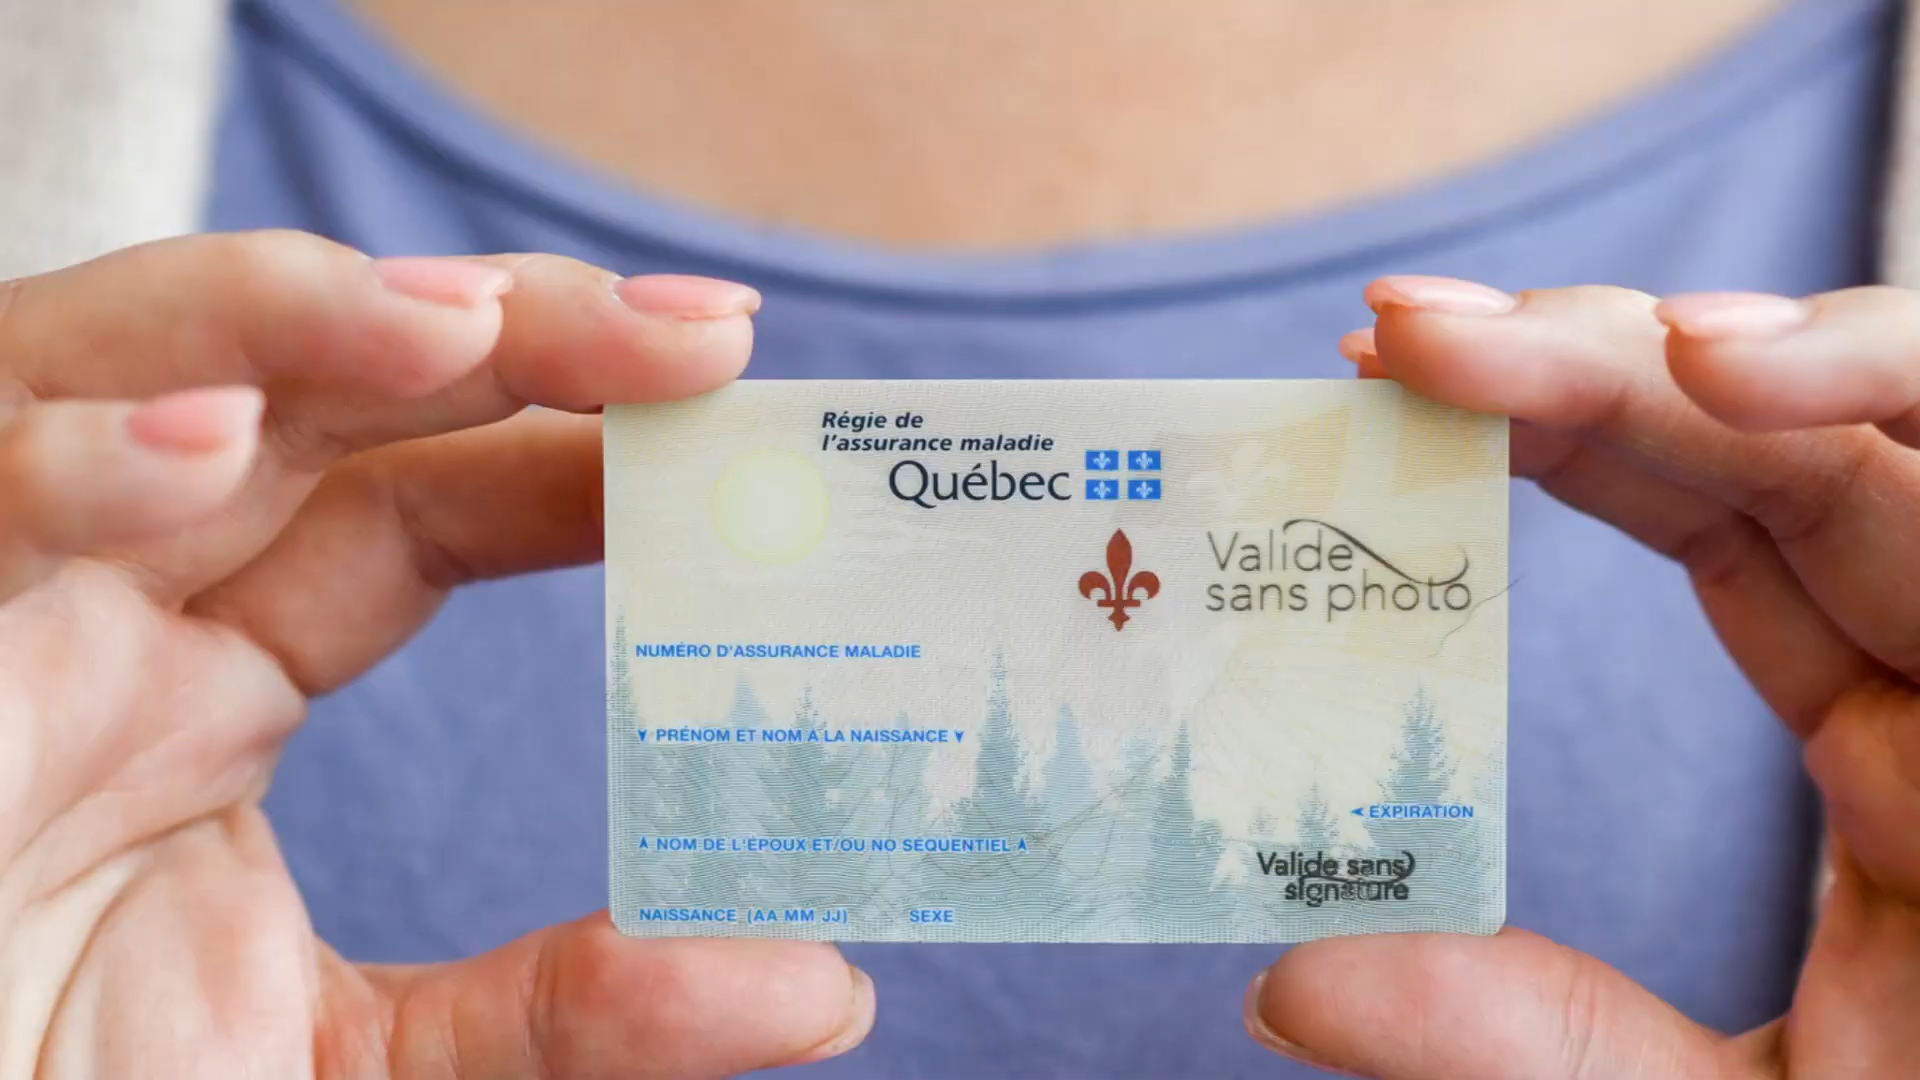 Régie de
l'assurance maladie
Québec
Valide
sans photo
NUMÉRO D'ASSURANCE MALADIE
PRÉNOM ET NOM À LA NAISSANCE
EXPIRATION
NOM DE L'ÉPOUX ET/OU NO SÉQUENTIEL
Valide sans
signature
NAISSANCE (AA MM JJ) SEXE